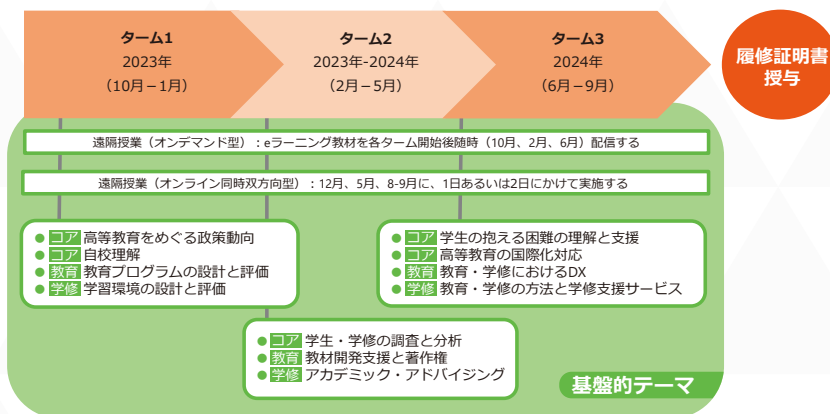 ターム1
2023年
（10月－1月）
ターム2
2023年-2024年
（2月－5月）
ターム3
2024年
（6月－9月）
履修証明書
授与
遠隔授業（オンデマンド型）：eラーニング教材を各ターム開始後随時（10月、2月、6月）配信する
遠隔授業（オンライン同時双方向型）：12月、5月、8-9月に、1日あるいは2日にかけて実施する
● コア 高等教育をめぐる政策動向
● コア 自校理解
● 教育 教育プログラムの設計と評価
● 学修 学習環境の設計と評価
● コア 学生の抱える困難の理解と支援
● コア 高等教育の国際化対応
● 教育 教育・学修におけるDX
● 学修 教育・学修の方法と学修支援サービス
● コア 学生・学修の調査と分析
● 教育 教材開発支援と著作権
● 学修 アカデミック・アドバイジング
基盤的テーマ